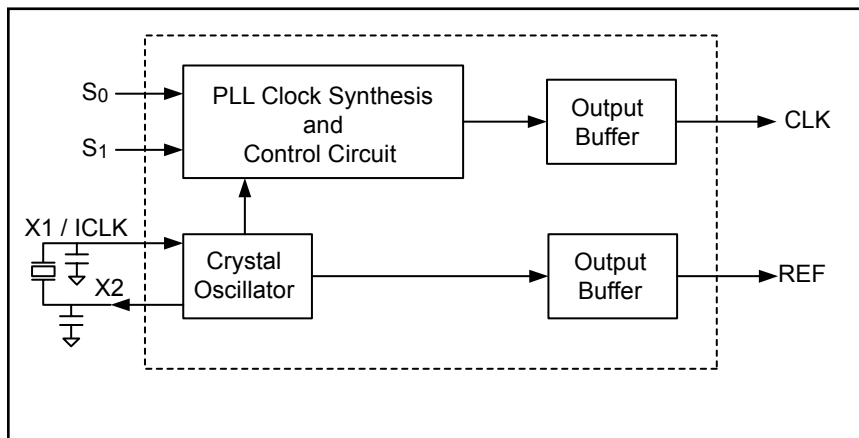 S0
S1
PLL Clock Synthesis
and
Control Circuit
Output
Buffer
CLK
X1 / ICLK
X2
Crystal
Oscillator
Output
Buffer
REF